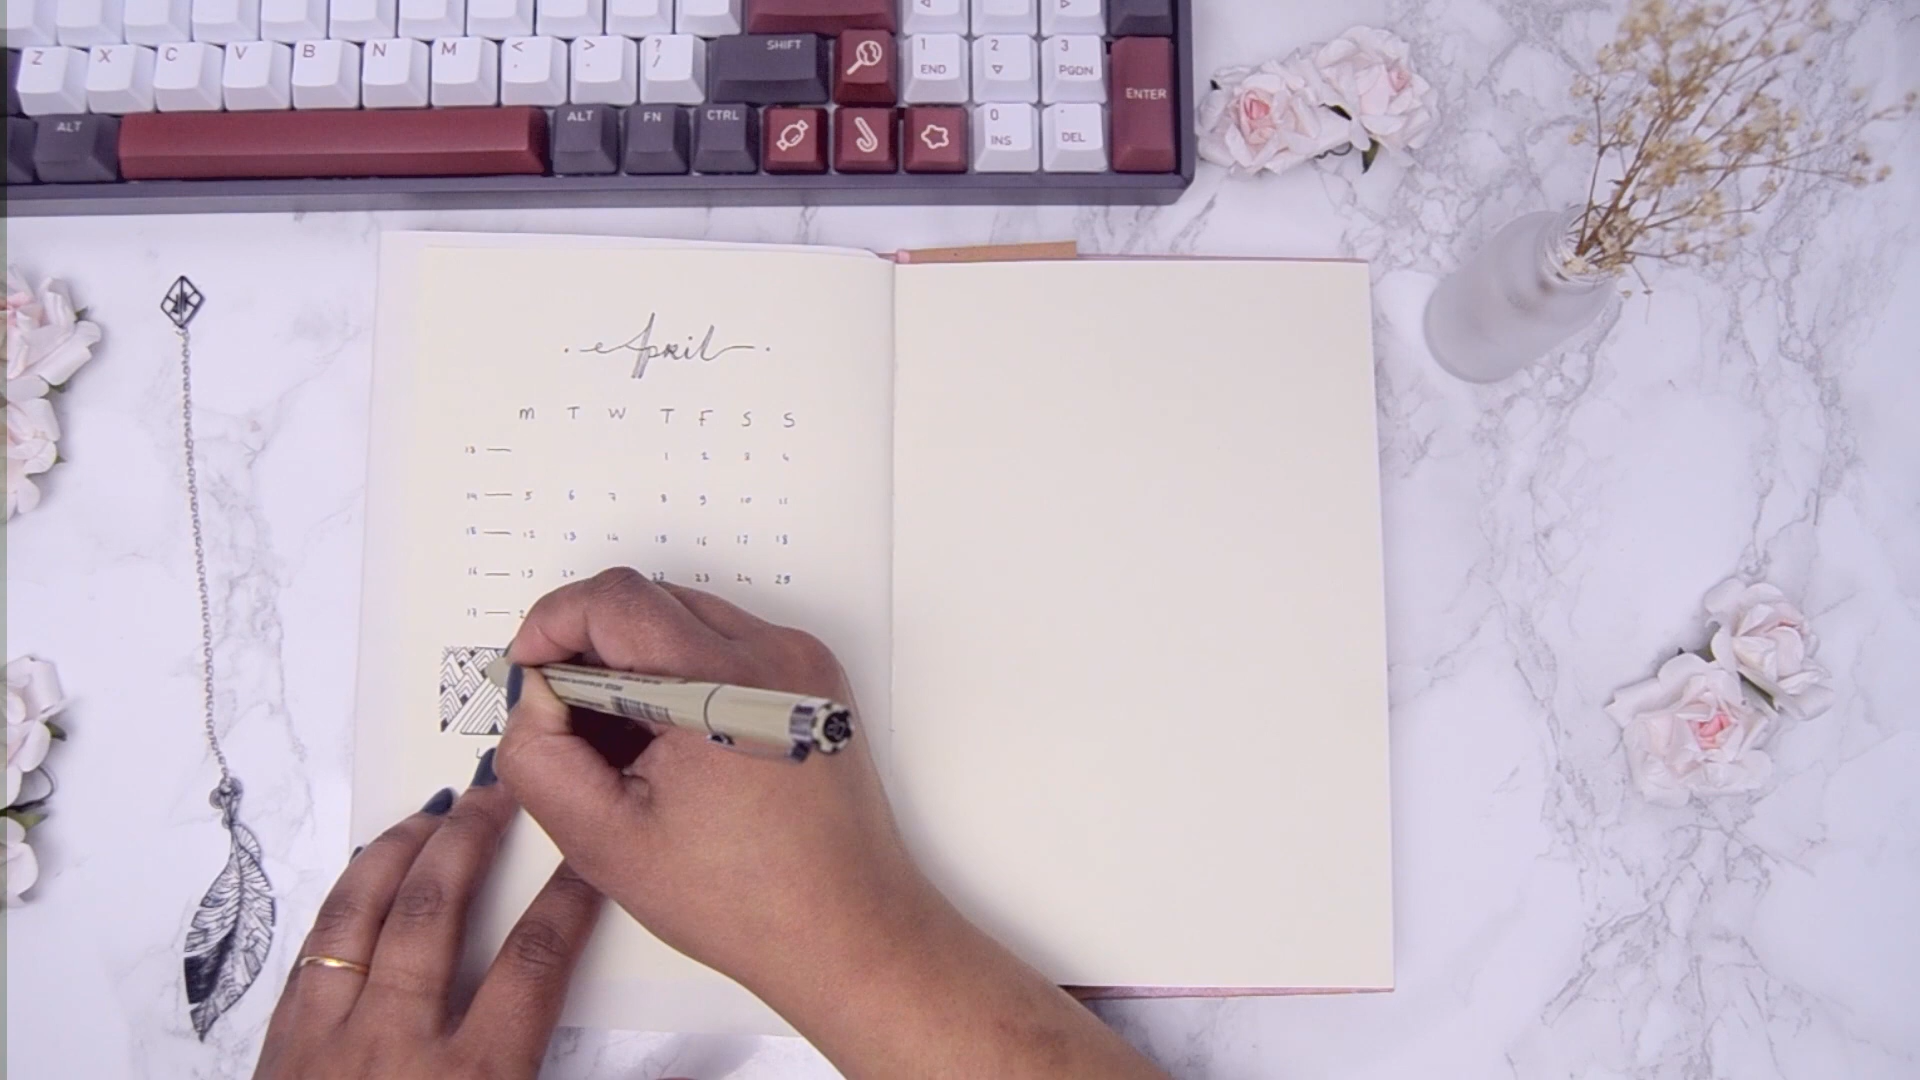 Z X C V B N M < , > . ? / SHIFT 1 END 2 3 PGDN
ALT ALT FN CTRL 0 INS . DEL ENTER
April
M T W T F S S
13 — 1 2 3 4
14 — 5 6 7 8 9 10 11
15 — 12 13 14 15 16 17 18
16 — 19 20 22 23 24 25
17 —